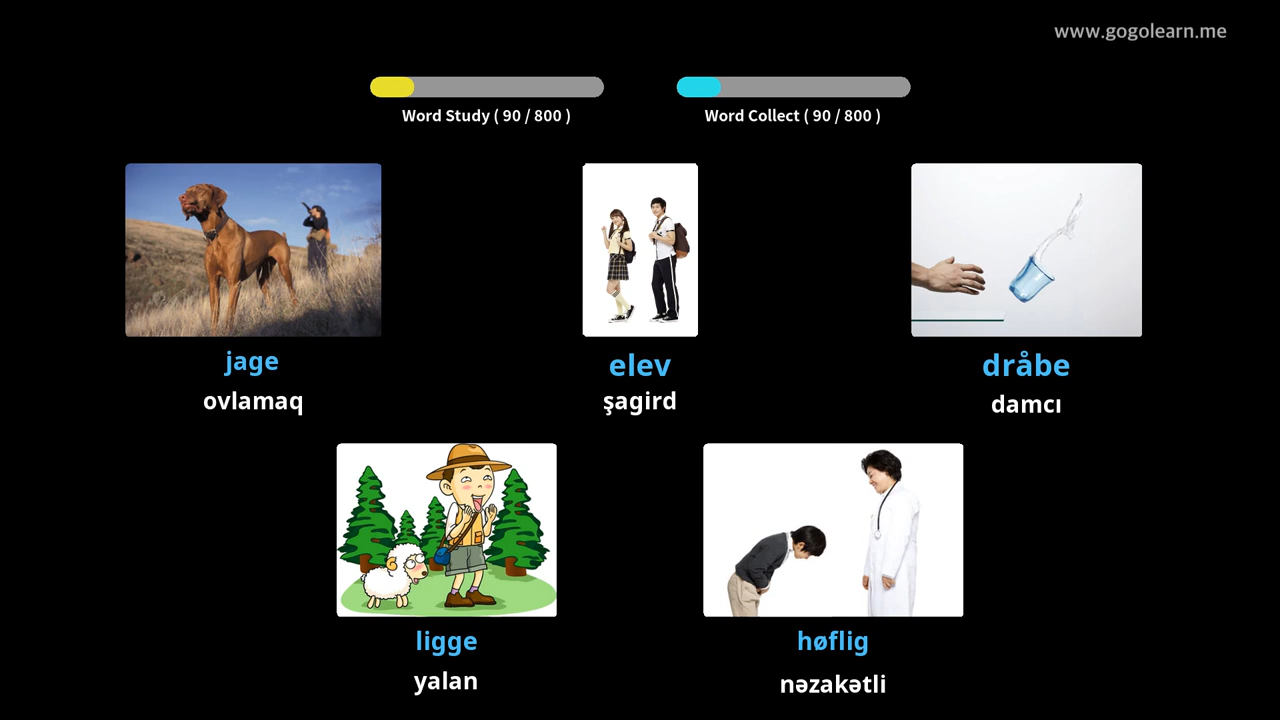 www.gogolearn.me
Word Study ( 90 / 800 )
Word Collect ( 90 / 800 )
jage
ovlamaq
elev
şagird
dråbe
damcı
ligge
yalan
høflig
nəzakətli